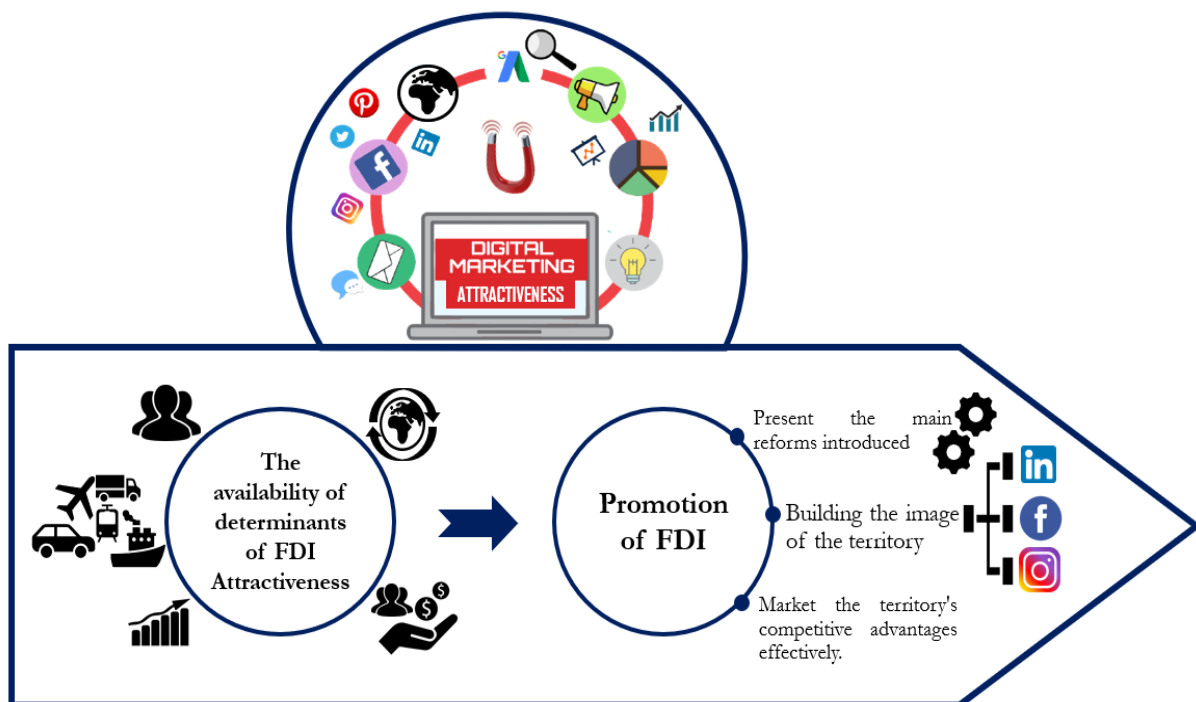 DIGITAL
MARKETING
ATTRACTIVENESS
The
availability of
determinants
of FDI
Attractiveness
Promotion
of FDI
Present the main
reforms introduced
Building the image
of the territory
Market the territory's
competitive advantages
effectively.